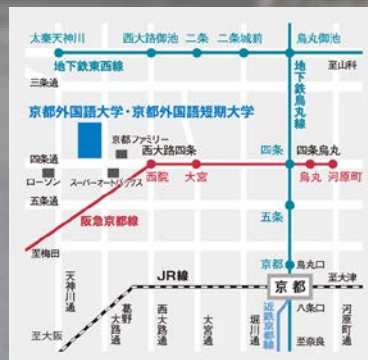 太秦天神川
西大路御池
二条
二条城前
烏丸御池
地下鉄東西線
至山科
三条通
地下鉄烏丸線
京都外国語大学・京都外国語短期大学
京都ファミリー
四条通
西大路四条
四条
四条烏丸
ローソン
スーパーオートバックス
西院
大宮
烏丸
河原町
五条通
阪急京都線
五条
至梅田
京都
烏丸口
JR線
至大津
京都
天神川通
葛野大路通
西大路通
大宮通
堀川通
近鉄京都線
八条口
河原町通
至大阪
至奈良